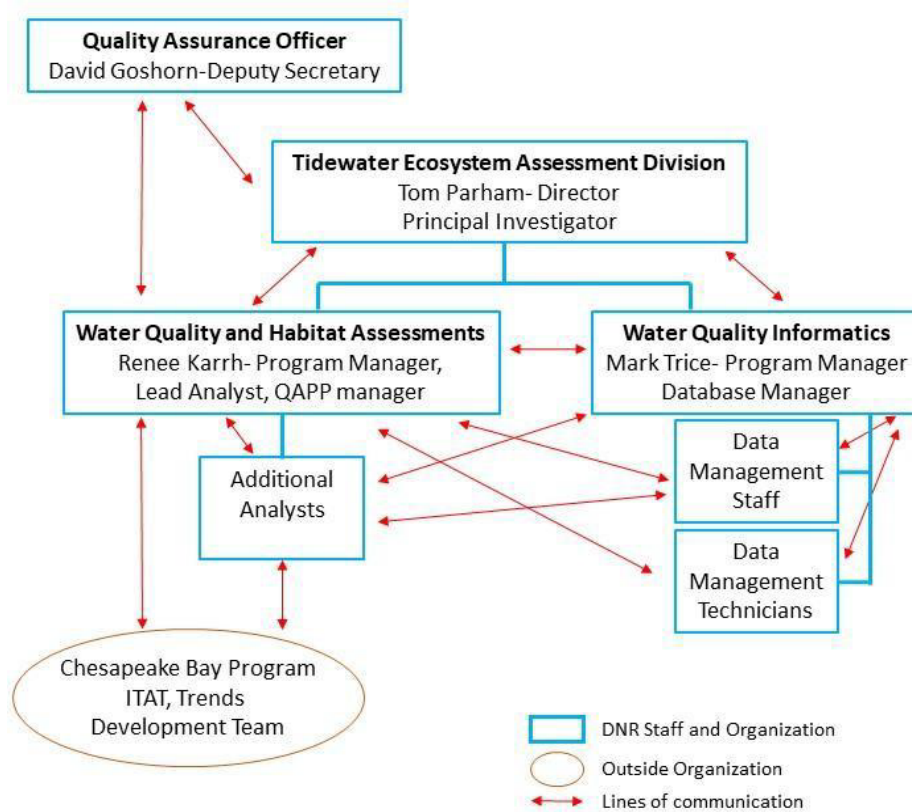 Quality Assurance Officer
David Goshorn-Deputy Secretary
Tidewater Ecosystem Assessment Division
Tom Parham- Director
Principal Investigator
Water Quality and Habitat Assessments
Renee Karrh- Program Manager,
Lead Analyst, QAPP manager
Water Quality Informatics
Mark Trice- Program Manager
Database Manager
Additional
Analysts
Data
Management
Staff
Data
Management
Technicians
Chesapeake Bay Program
ITAT, Trends
Development Team
DNR Staff and Organization
Outside Organization
Lines of communication